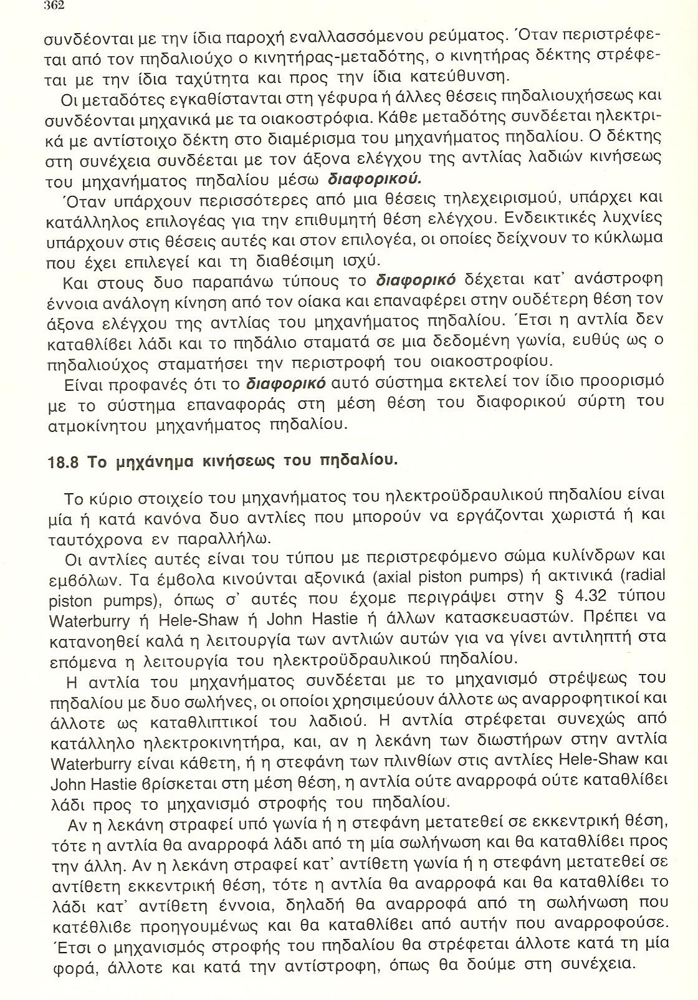 362
συνδέονται με την ίδια παροχή εναλλασσόμενου ρεύματος. Όταν περιστρέφε-
ται από τον πηδαλιούχο ο κινητήρας-μεταδότης, ο κινητήρας δέκτης στρέφε-
ται με την ίδια ταχύτητα και προς την ίδια κατεύθυνση.
Οι μεταδότες εγκαθίστανται στη γέφυρα ή άλλες θέσεις πηδαλιουχήσεως και
συνδέονται μηχανικά με τα οιακοστρόφια. Κάθε μεταδότης συνδέεται ηλεκτρι-
κά με αντίστοιχο δέκτη στο διαμέρισμα του μηχανήματος πηδαλίου. Ο δέκτης
στη συνέχεια συνδέεται με τον άξονα ελέγχου της αντλίας λαδιών κινήσεως
του μηχανήματος πηδαλίου μέσω διαφορικού.
Όταν υπάρχουν περισσότερες από μια θέσεις τηλεχειρισμού, υπάρχει και
κατάλληλος επιλογέας για την επιθυμητή θέση ελέγχου. Ενδεικτικές λυχνίες
υπάρχουν στις θέσεις αυτές και στον επιλογέα, οι οποίες δείχνουν το κύκλωμα
που έχει επιλεγεί και τη διαθέσιμη ισχύ.
Και στους δυο παραπάνω τύπους το διαφορικό δέχεται κατ' ανάστροφη
έννοια ανάλογη κίνηση από τον οίακα και επαναφέρει στην ουδέτερη θέση τον
άξονα ελέγχου της αντλίας του μηχανήματος πηδαλίου. Έτσι η αντλία δεν
καταθλίβει λάδι και το πηδάλιο σταματά σε μια δεδομένη γωνία, ευθύς ως ο
πηδαλιούχος σταματήσει την περιστροφή του οιακοστροφίου.
Είναι προφανές ότι το διαφορικό αυτό σύστημα εκτελεί τον ίδιο προορισμό
με το σύστημα επαναφοράς στη μέση θέση του διαφορικού σύρτη του
ατμοκίνητου μηχανήματος πηδαλίου.
18.8 Το μηχάνημα κινήσεως του πηδαλίου.
Το κύριο στοιχείο του μηχανήματος του ηλεκτροϋδραυλικού πηδαλίου είναι
μία ή κατά κανόνα δυο αντλίες που μπορούν να εργάζονται χωριστά ή και
ταυτόχρονα εν παραλλήλω.
Οι αντλίες αυτές είναι του τύπου με περιστρεφόμενο σώμα κυλίνδρων και
εμβόλων. Τα έμβολα κινούνται αξονικά (axial piston pumps) ή ακτινικά (radial
piston pumps), όπως σ' αυτές που έχομε περιγράψει στην § 4.32 τύπου
Waterburry ή Hele-Shaw ή John Hastie ή άλλων κατασκευαστών. Πρέπει να
κατανοηθεί καλά η λειτουργία των αντλιών αυτών για να γίνει αντιληπτή στα
επόμενα η λειτουργία του ηλεκτροϋδραυλικού πηδαλίου.
Η αντλία του μηχανήματος συνδέεται με το μηχανισμό στρέψεως του
πηδαλίου με δυο σωλήνες, οι οποίοι χρησιμεύουν άλλοτε ως αναρροφητικοί και
άλλοτε ως καταθλιπτικοί του λαδιού. Η αντλία στρέφεται συνεχώς από
κατάλληλο ηλεκτροκινητήρα, και, αν η λεκάνη των διωστήρων στην αντλία
Waterburry είναι κάθετη, ή η στεφάνη των πλινθίων στις αντλίες Hele-Shaw και
John Hastie βρίσκεται στη μέση θέση, η αντλία ούτε αναρροφά ούτε καταθλίβει
λάδι προς το μηχανισμό στροφής του πηδαλίου.
Αν η λεκάνη στραφεί υπό γωνία ή η στεφάνη μετατεθεί σε εκκεντρική θέση,
τότε η αντλία θα αναρροφά λάδι από τη μία σωλήνωση και θα καταθλίβει προς
την άλλη. Αν η λεκάνη στραφεί κατ' αντίθετη γωνία ή η στεφάνη μετατεθεί σε
αντίθετη εκκεντρική θέση, τότε η αντλία θα αναρροφά και θα καταθλίβει το
λάδι κατ' αντίθετη έννοια, δηλαδή θα αναρροφά από τη σωλήνωση που
κατέθλιβε προηγουμένως και θα καταθλίβει από αυτήν που αναρροφούσε.
Έτσι ο μηχανισμός στροφής του πηδαλίου θα στρέφεται άλλοτε κατά τη μία
φορά, άλλοτε και κατά την αντίστροφη, όπως θα δούμε στη συνέχεια.